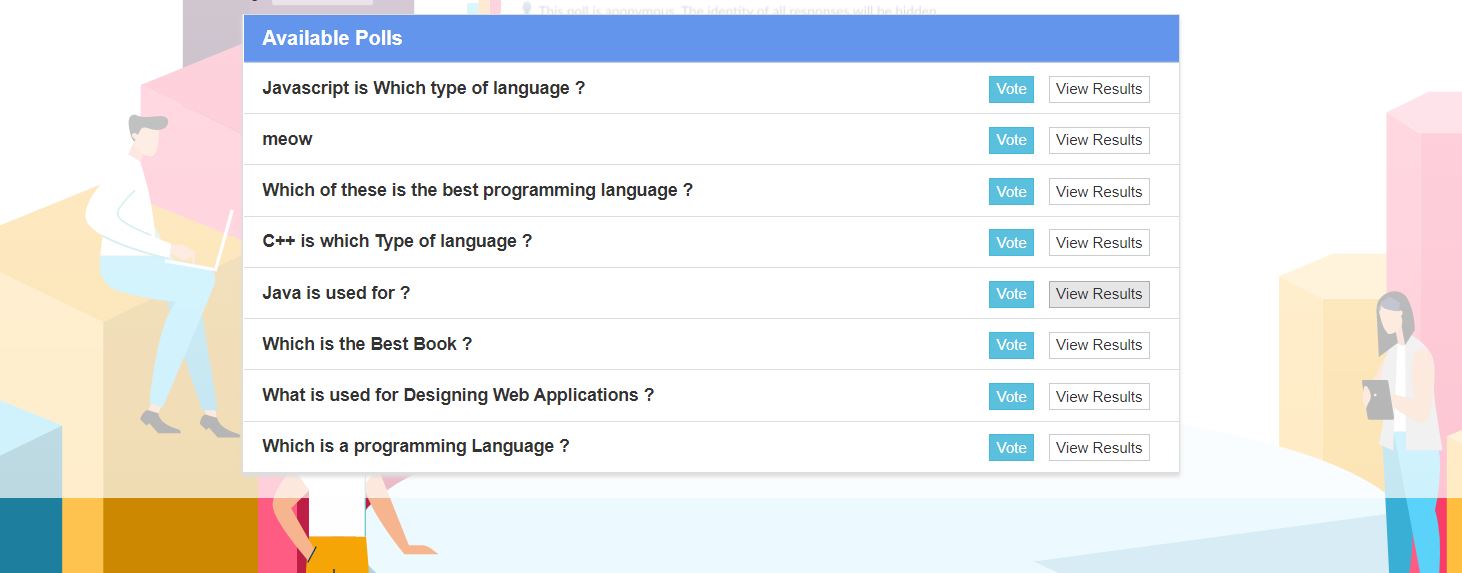 This poll is anonymous. The identity of all responses will be hidden
Available Polls
Javascript is Which type of language ? Vote View Results
meow Vote View Results
Which of these is the best programming language ? Vote View Results
C++ is which Type of language ? Vote View Results
Java is used for ? Vote View Results
Which is the Best Book ? Vote View Results
What is used for Designing Web Applications ? Vote View Results
Which is a programming Language ? Vote View Results